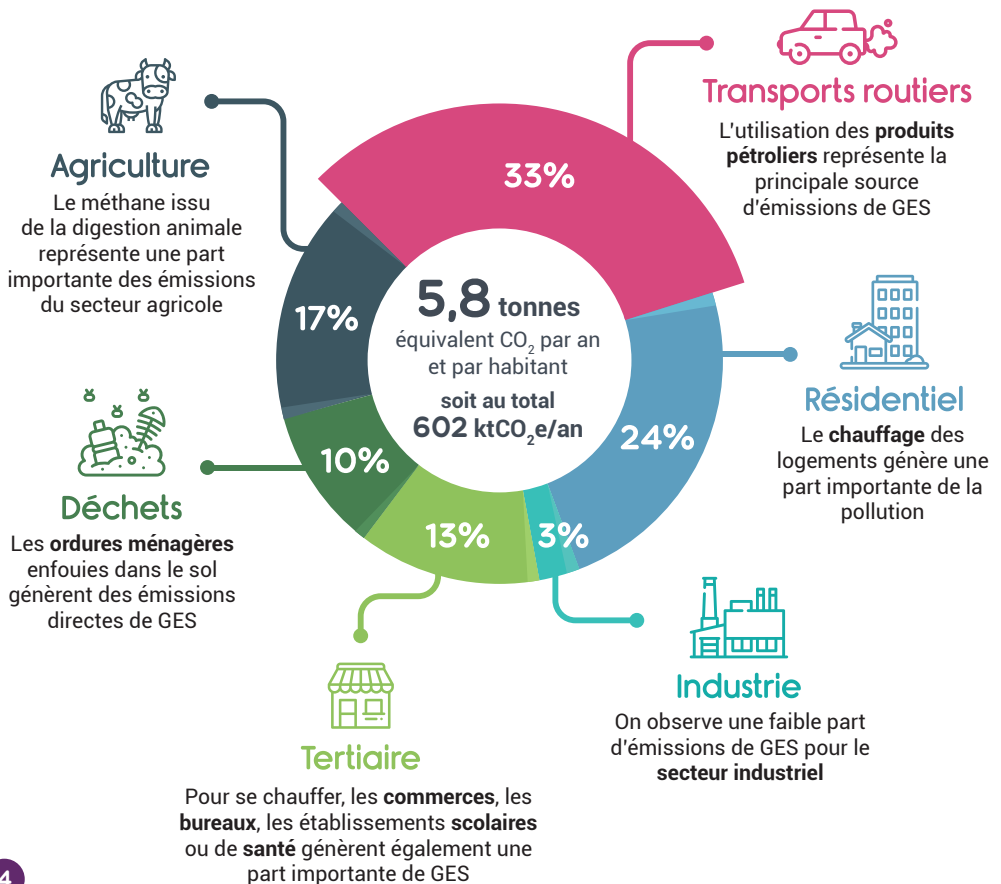 Transports routiers
L'utilisation des produits
pétroliers représente la
principale source
d'émissions de GES
33%
Agriculture
Le méthane issu
de la digestion animale
représente une part
importante des émissions
du secteur agricole
17%
5,8 tonnes
équivalent CO₂ par an
et par habitant
soit au total
602 ktCO₂e/an
Résidentiel
Le chauffage des
logements génère une
part importante de la
pollution
24%
Déchets
Les ordures ménagères
enfouies dans le sol
génèrent des émissions
directes de GES
10%
13%
3%
Industrie
On observe une faible part
d'émissions de GES pour le
secteur industriel
Tertiaire
Pour se chauffer, les commerces, les
bureaux, les établissements scolaires
ou de santé génèrent également une
part importante de GES
4